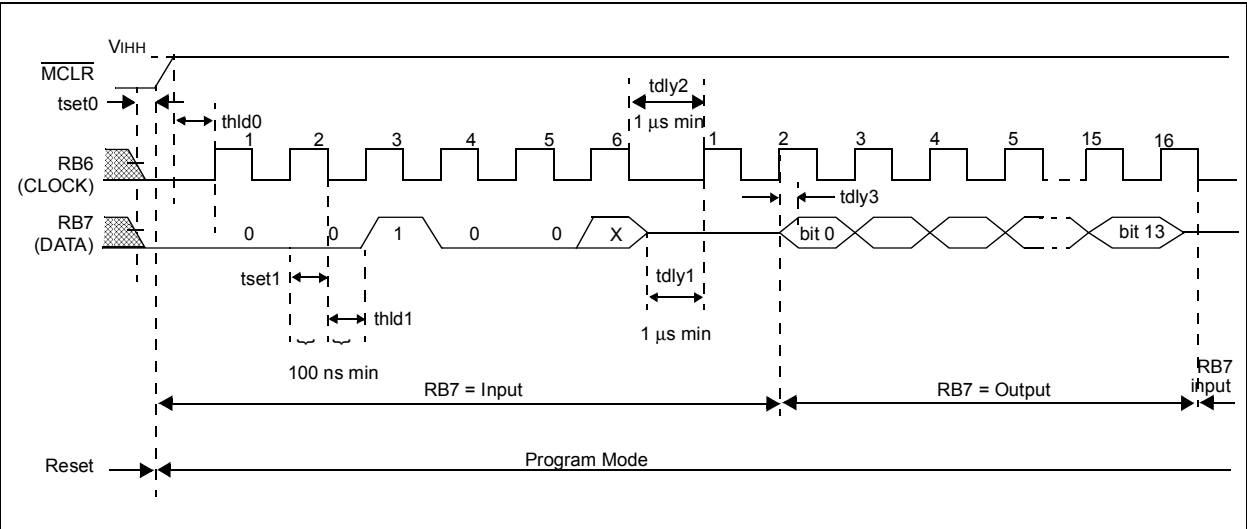 VIHH
MCLR
tset0
thld0
tdly2
1 μs min
1 2 3 4 5 6 1 2 3 4 5 15 16
RB6
(CLOCK)
tdly3
RB7
(DATA)
0 0 1 0 0 X bit 0 bit 13
tset1
tdly1
thld1
1 μs min
100 ns min
RB7 = Input
RB7 = Output
RB7
input
Reset
Program Mode